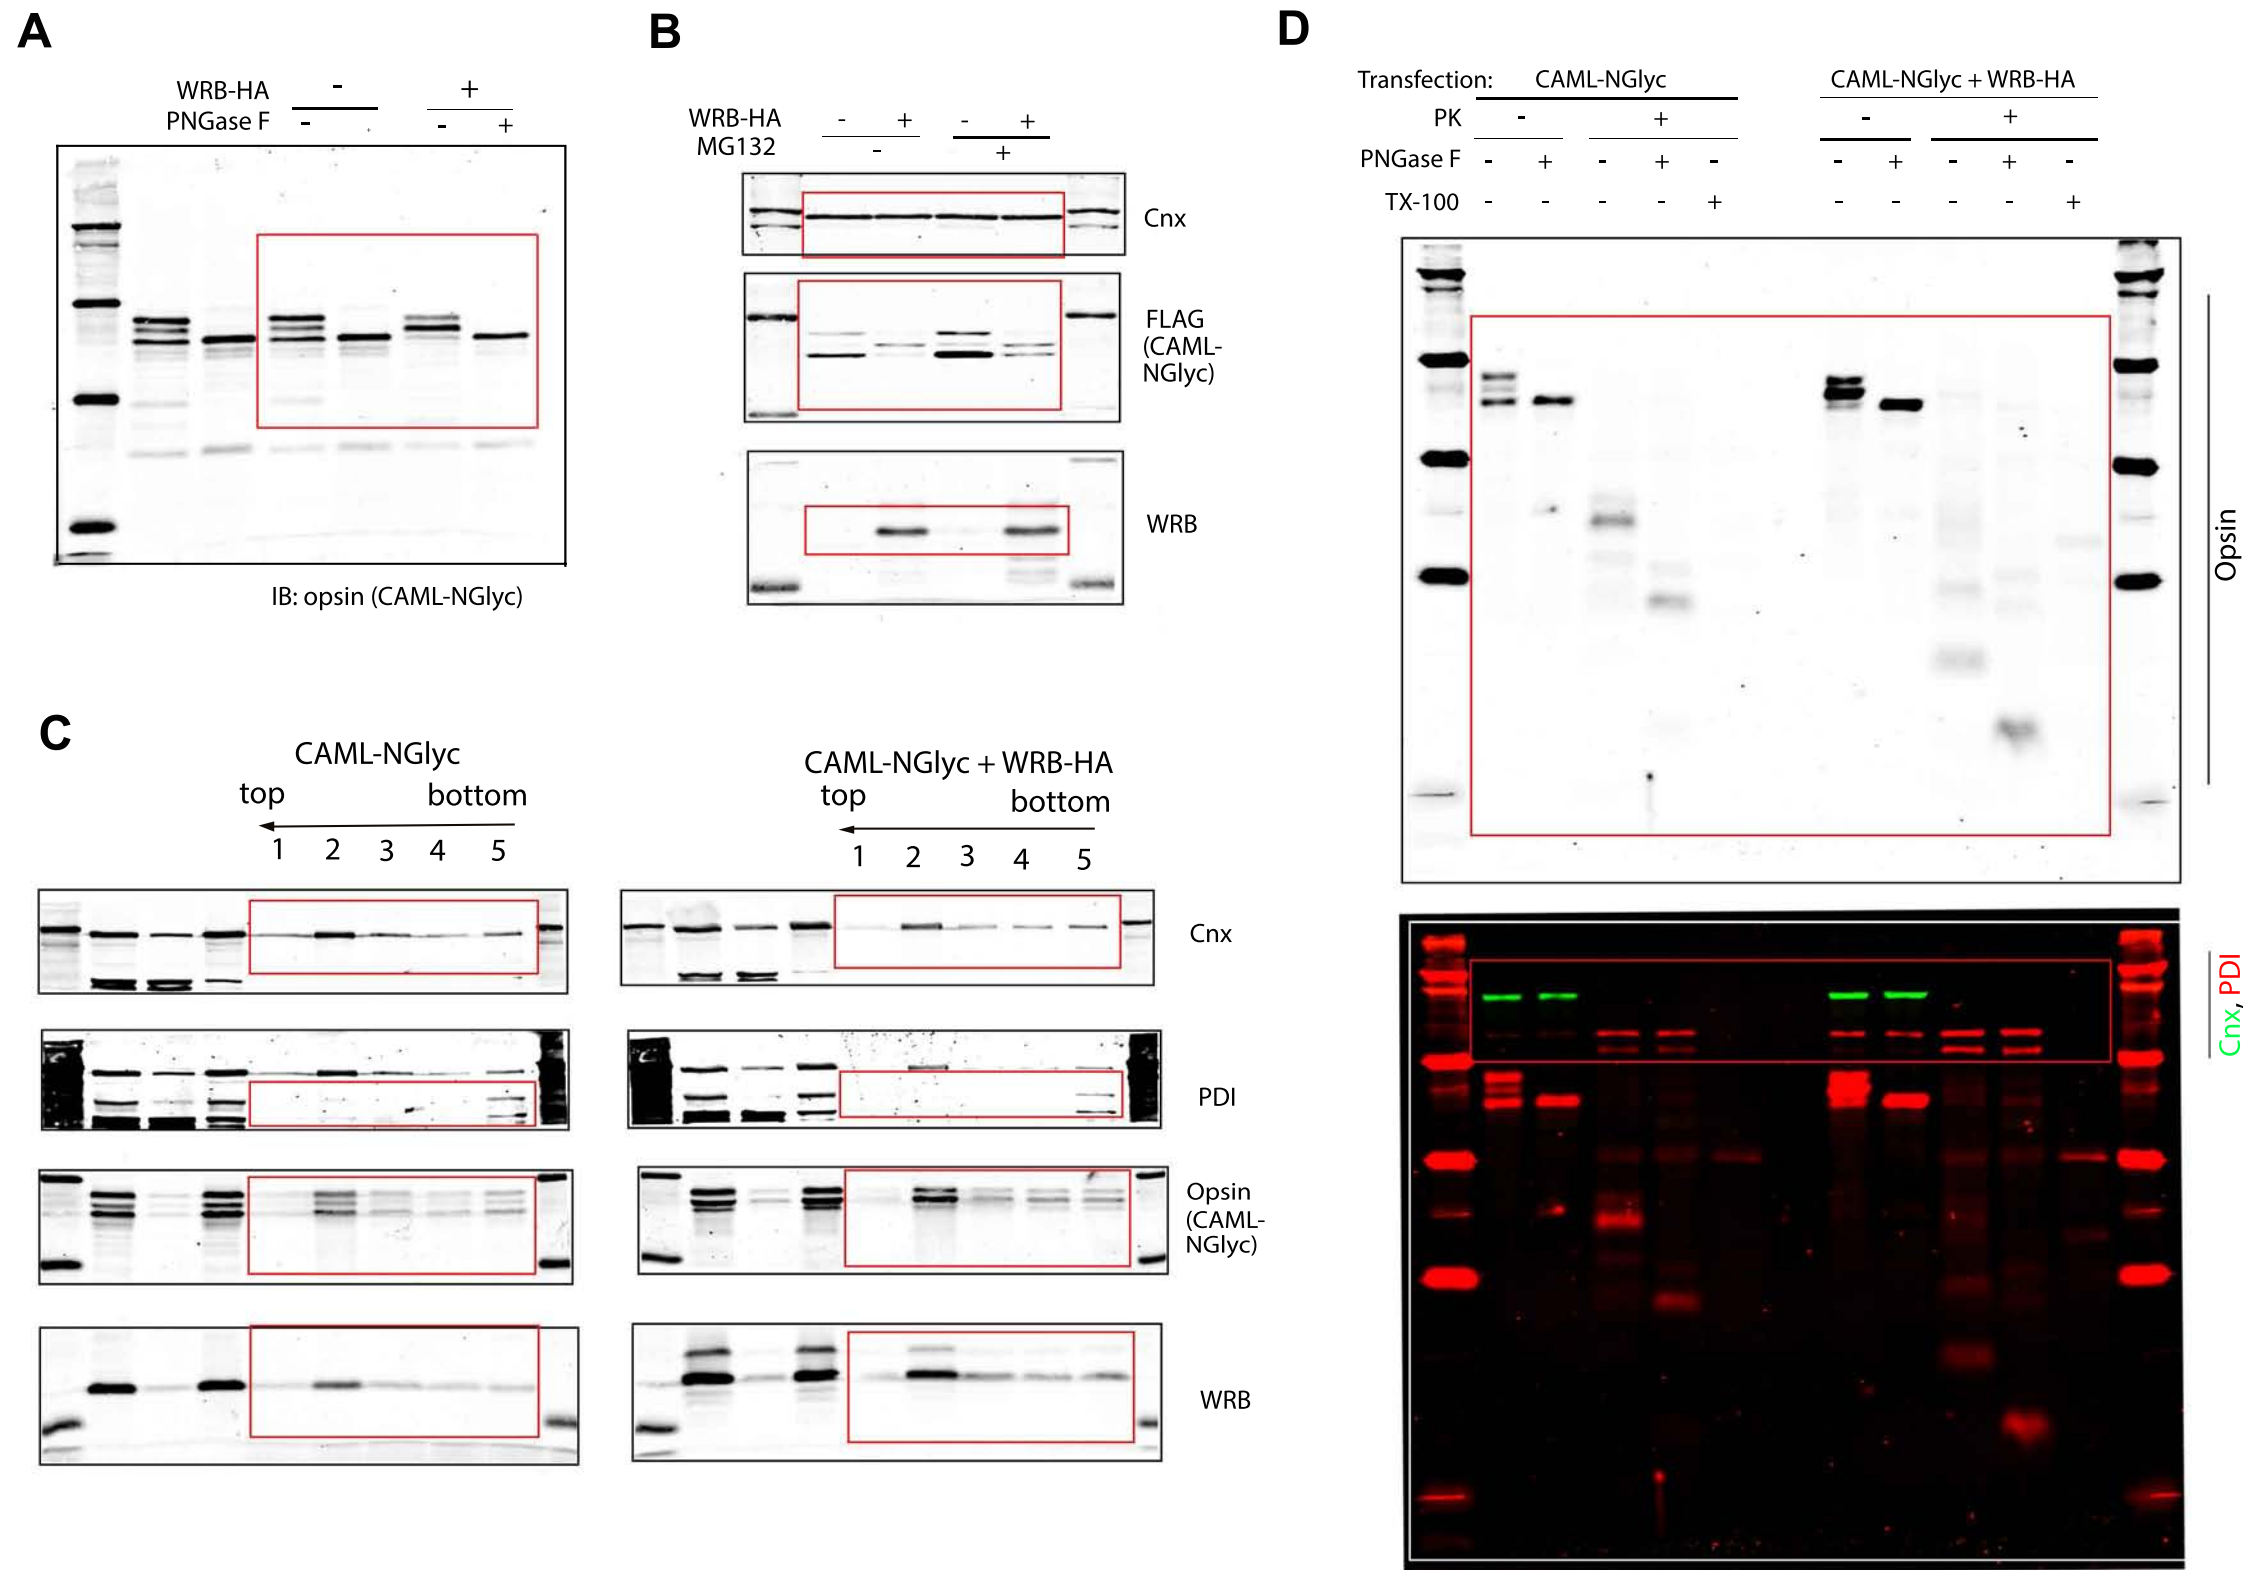 A
WRB-HA - +
PNGase F - - +
IB: opsin (CAML-NGlyc)
B
WRB-HA - + - +
MG132 - +
Cnx
FLAG
(CAML-
NGlyc)
WRB
C
CAML-NGlyc
top bottom
1 2 3 4 5
CAML-NGlyc + WRB-HA
top bottom
1 2 3 4 5
Cnx
PDI
Opsin
(CAML-
NGlyc)
WRB
D
Transfection: CAML-NGlyc CAML-NGlyc + WRB-HA
PK - + - +
PNGase F - + - + - - + - + -
TX-100 - - - - + - - - - +
Opsin
Cnx, PDI